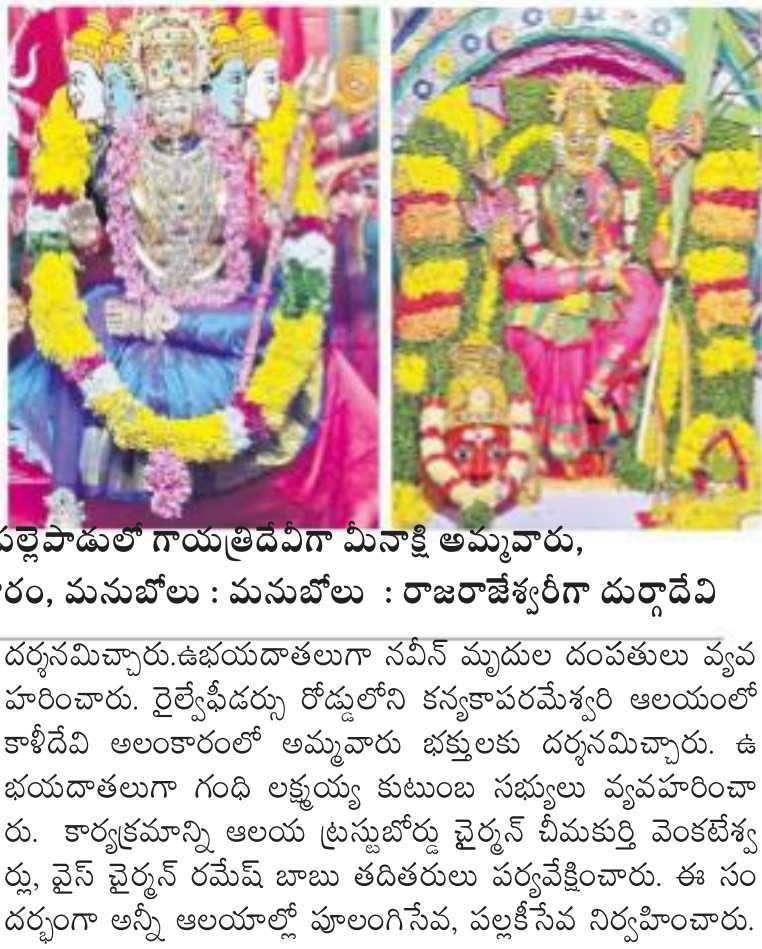 పల్లెపాడులో గాయత్రిదేవీగా మీనాక్షి అమ్మవారు,
రం, మనుబోలు : మనుబోలు : రాజరాజేశ్వరీగా దుర్గాదేవి
దర్శనమిచ్చారు.ఉభయదాతలుగా నవీన్ మృదుల దంపతులు వ్యవ
హరించారు. రైల్వేఫీడర్సు రోడ్డులోని కన్యకాపరమేశ్వరి ఆలయంలో
కాళీదేవి అలంకారంలో అమ్మవారు భక్తులకు దర్శనమిచ్చారు. ఉ
భయదాతలుగా గంధి లక్ష్మయ్య కుటుంబ సభ్యులు వ్యవహరించా
రు. కార్యక్రమాన్ని ఆలయ ట్రస్టుబోర్డు చైర్మన్ చీమకుర్తి వెంకటేశ్వ
ర్లు, వైస్ చైర్మన్ రమేష్ బాబు తదితరులు పర్యవేక్షించారు. ఈ సం
దర్భంగా అన్నీ ఆలయాల్లో పూలంగిసేవ, పల్లకీసేవ నిర్వహించారు.